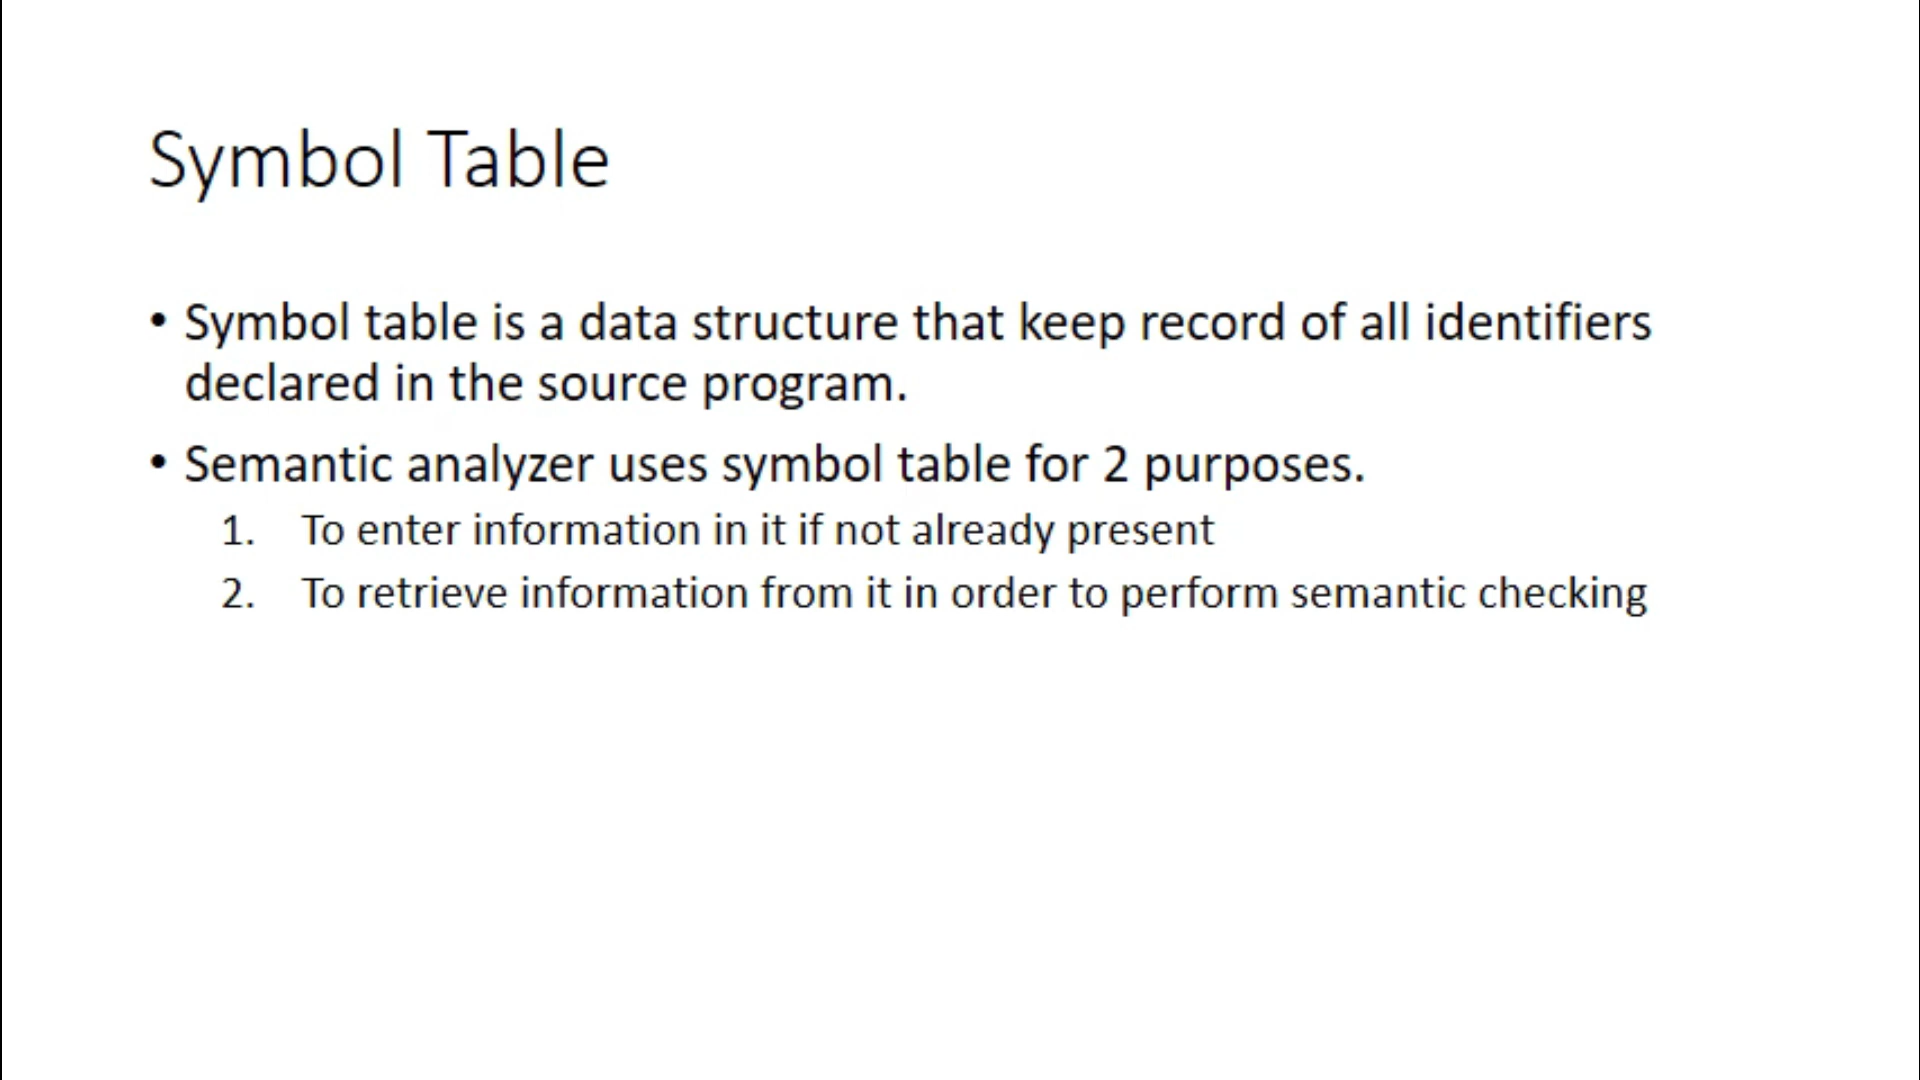 Symbol Table
• Symbol table is a data structure that keep record of all identifiers
declared in the source program.
• Semantic analyzer uses symbol table for 2 purposes.
1. To enter information in it if not already present
2. To retrieve information from it in order to perform semantic checking